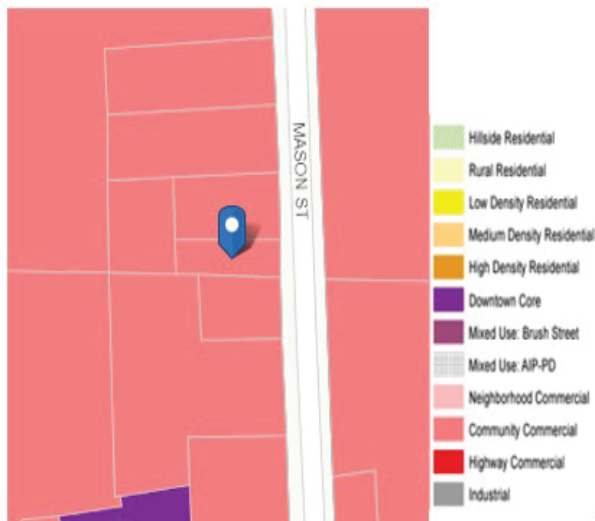 MASON ST
Hillside Residential
Rural Residential
Low Density Residential
Medium Density Residential
High Density Residential
Downtown Core
Mixed Use: Brush Street
Mixed Use: AIP-PD
Neighborhood Commercial
Community Commercial
Highway Commercial
Industrial